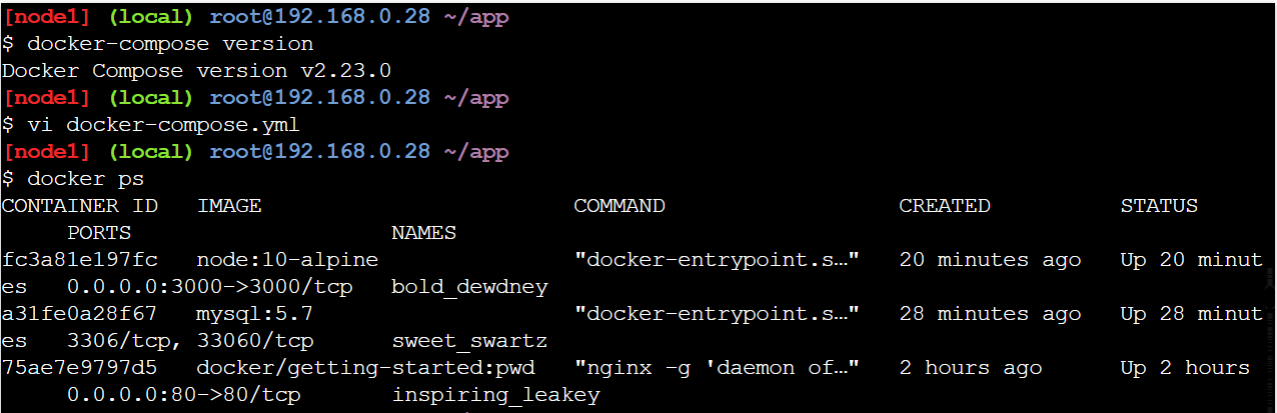 [node1] (local) root@192.168.0.28 ~/app
$ docker-compose version
Docker Compose version v2.23.0
[node1] (local) root@192.168.0.28 ~/app
$ vi docker-compose.yml
[node1] (local) root@192.168.0.28 ~/app
$ docker ps
CONTAINER ID   IMAGE                        COMMAND                  CREATED          STATUS
     PORTS                    NAMES
fc3a81e197fc   node:10-alpine               "docker-entrypoint.s…"   20 minutes ago   Up 20 minut
es   0.0.0.0:3000->3000/tcp   bold_dewdney
a31fe0a28f67   mysql:5.7                    "docker-entrypoint.s…"   28 minutes ago   Up 28 minut
es   3306/tcp, 33060/tcp      sweet_swartz
75ae7e9797d5   docker/getting-started:pwd   "nginx -g 'daemon of…"   2 hours ago      Up 2 hours
     0.0.0.0:80->80/tcp       inspiring_leakey